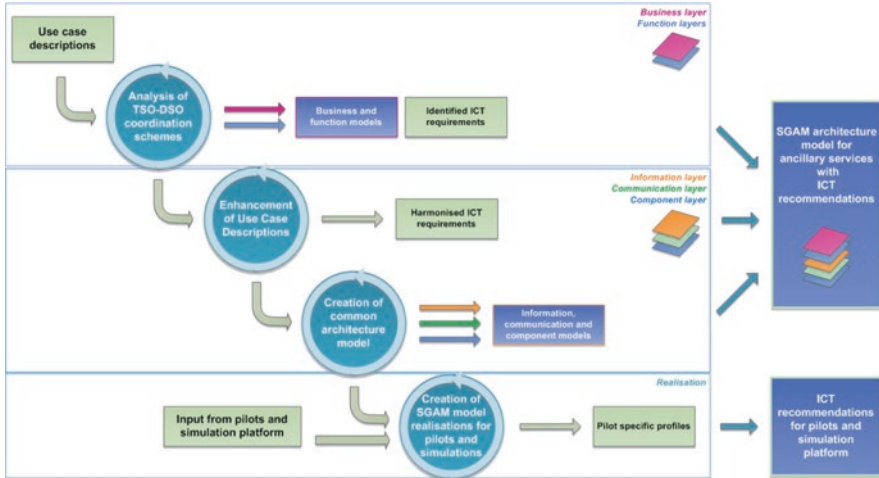 Use case
descriptions
Business layer
Function layers
Analysis of
TSO-DSO
coordination
schemes
Business and
function models
Identified ICT
requirements
SGAM architecture
model for
ancillary services
with
ICT
recommendations
Information layer
Communication layer
Component layer
Enhancement
of Use Case
Descriptions
Harmonised ICT
requirements
Creation of
common
architecture
model
Information,
communication and
component models
Realisation
Input from pilots and
simulation platform
Creation of
SGAM model
realisations for
pilots and
simulations
Pilot specific profiles
ICT
recommendations
for pilots and
simulation
platform